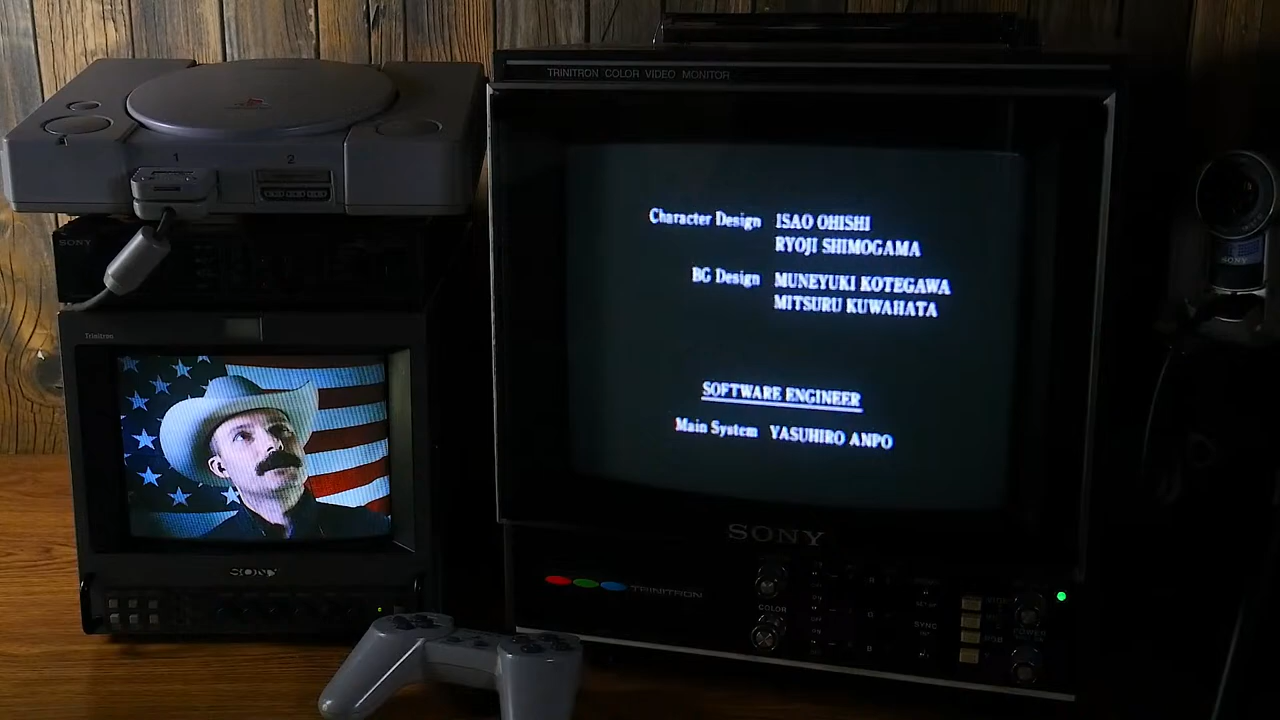 TRINITRON COLOR VIDEO MONITOR
1
2
SONY
Trinitron
Character Design ISAO OHISHI
RYOJI SHIMOGAMA
BG Design MUNEYUKI KOTEGAWA
MITSURU KUWAHATA
SOFTWARE ENGINEER
Main System YASUHIRO ANPO
SONY
SONY
TRINITRON
COLOR
SYNC
SONY